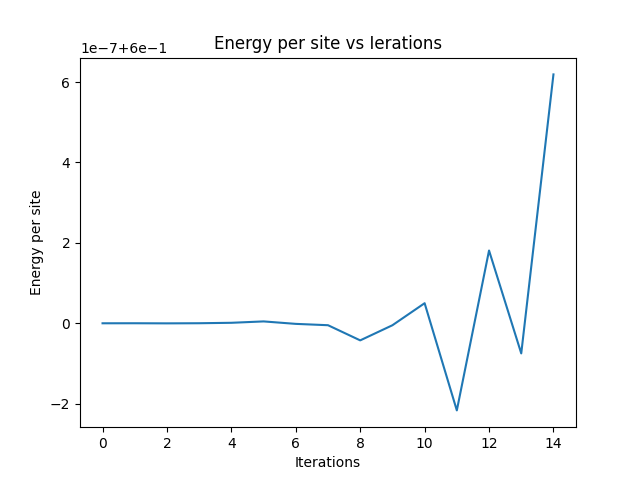 Energy per site vs Ierations
1e−7+6e−1
6
4
2
0
−2
Energy per site
0 2 4 6 8 10 12 14
Iterations